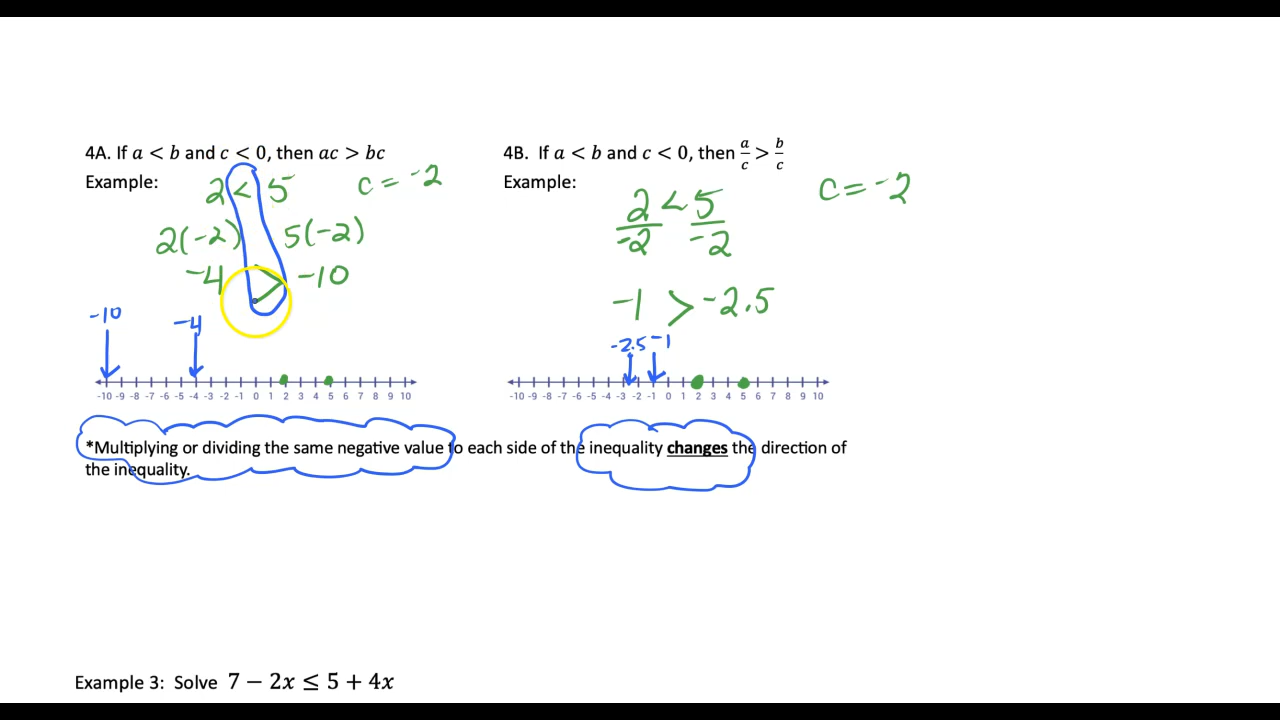 4A. If a < b and c < 0, then ac > bc
Example:
2 < 5
c = -2
2(-2) 5(-2)
-4 > -10
-10
-4
-10 -9 -8 -7 -6 -5 -4 -3 -2 -1 0 1 2 3 4 5 6 7 8 9 10
4B. If a < b and c < 0, then a/c > b/c
Example:
c = -2
2/-2 < 5/-2
-1 > -2.5
-2.5 -1
-10 -9 -8 -7 -6 -5 -4 -3 -2 -1 0 1 2 3 4 5 6 7 8 9 10
*Multiplying or dividing the same negative value to each side of the inequality changes the direction of
the inequality.
Example 3: Solve 7 − 2x ≤ 5 + 4x